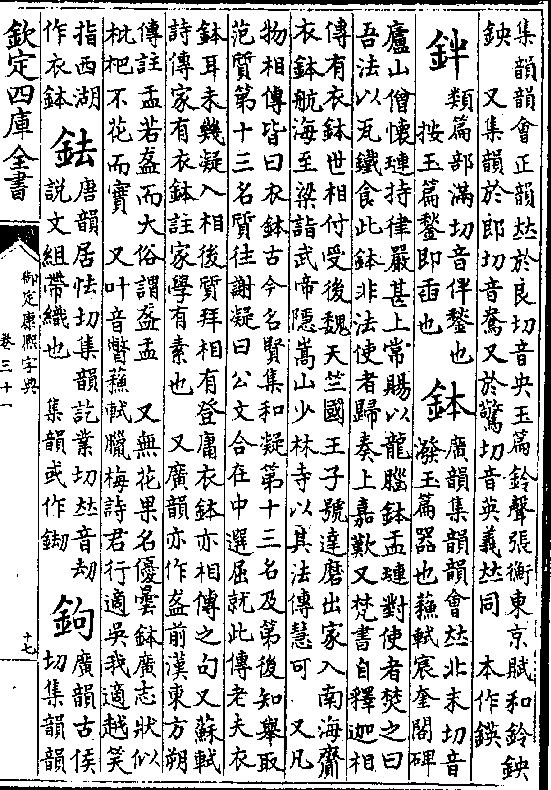 集韻韻會正韻𠀤於良切音央玉篇鈴聲張衡東京賦和鈴鉠
鉠　又集韻於郎切音鴦又於驚切音英義𠀤同　本作鍈
鉡　類篇部滿切音伴鐅也
按玉篇鐅即畗也
鉢　廣韻集韻韻會𠀤北末切音
潑玉篇器也蘇軾宸奎閣碑
廬山僧懷璉持律嚴甚上常賜以龍腦鉢盂璉對使者焚之曰
吾法以瓦鐵食此鉢非法使者歸奏上嘉歎又梵書自釋迦相
傳有衣鉢世相付受後魏天竺國王子號達磨出家入南海齎
衣鉢航海至梁詣武帝隱嵩山少林寺以其法傳慧可　又凡
物相傳皆曰衣鉢古今名賢集和凝第十三名及第後知舉取
范質第十三名質往謝凝曰公文合在中選屈就此傳老夫衣
鉢耳未幾凝入相後質拜相有登庸衣鉢亦相傳之句又蘇軾
詩傳家有衣鉢註家學有素也　又廣韻亦作盋前漢東方朔
傳註盂若盋而大俗謂盋盂　又無花果名優曇鉢廣志狀似
枇杷不花而實　又叶音瞥蘇軾臘梅詩君行適吳我適越笑
指西湖
作衣鉢
鉣　唐韻居怯切集韻訖業切𠀤音刧
說文組帶鐵也　集韻或作鉫
鉤　廣韻古侯
切集韻韻
欽定四庫全書
御定康熙字典
卷三十一
十七